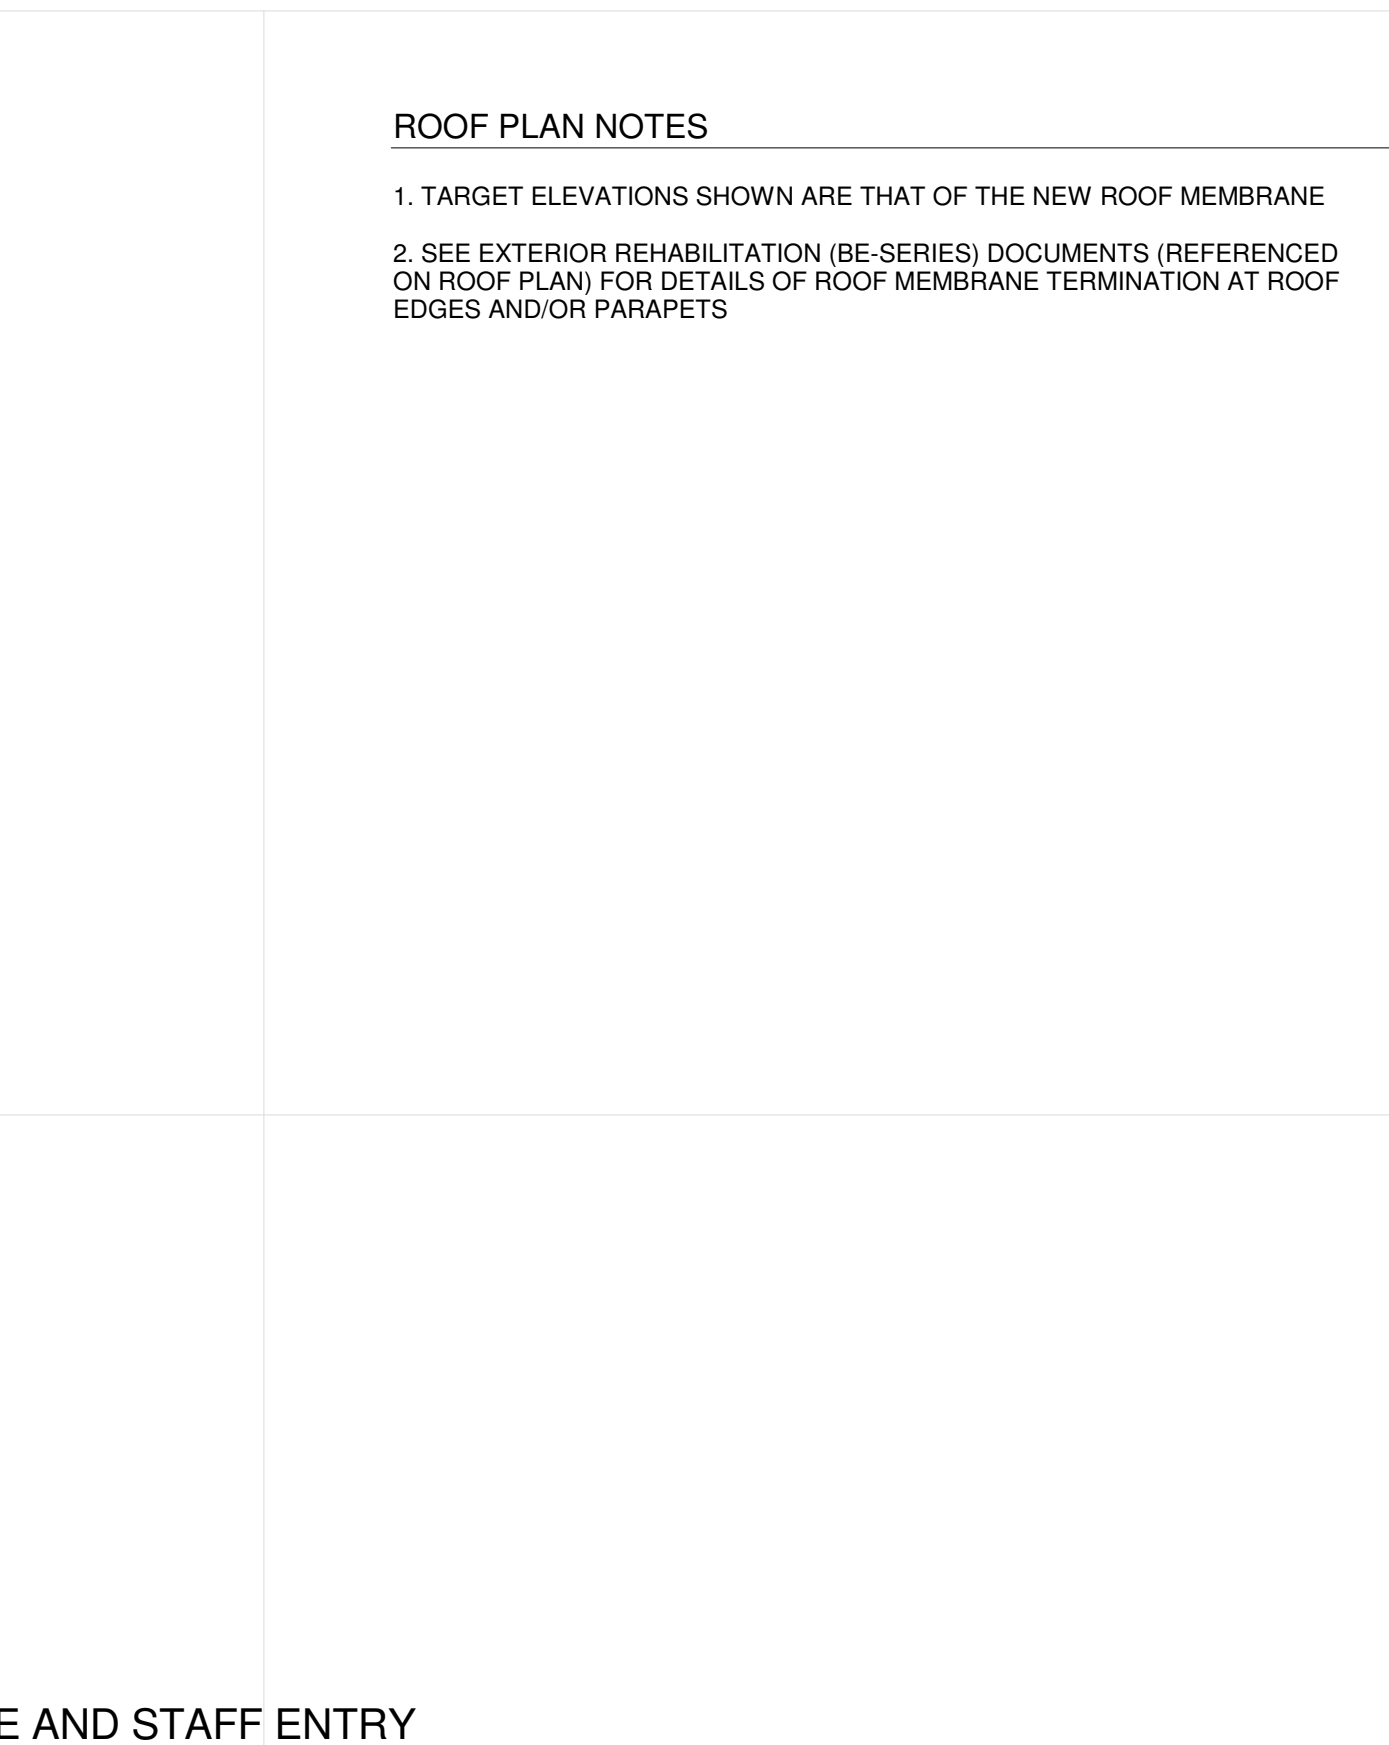 ROOF PLAN NOTES
1. TARGET ELEVATIONS SHOWN ARE THAT OF THE NEW ROOF MEMBRANE
2. SEE EXTERIOR REHABILITATION (BE-SERIES) DOCUMENTS (REFERENCED
ON ROOF PLAN) FOR DETAILS OF ROOF MEMBRANE TERMINATION AT ROOF
EDGES AND/OR PARAPETS
E AND STAFF ENTRY